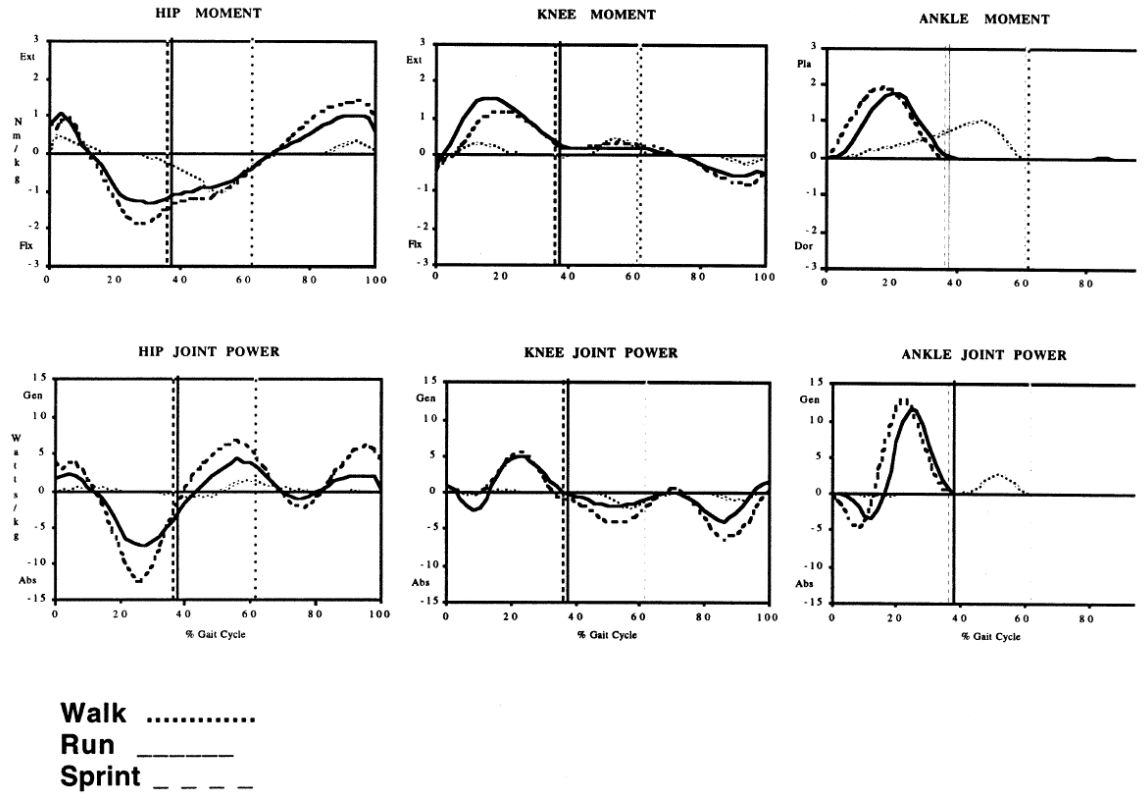 HIP MOMENT
3
Ext
2
1
0
-1
-2
Flx
-3
N m / k g
0 20 40 60 80 100
KNEE MOMENT
3
Ext
2
1
0
-1
-2
Flx
-3
0 20 40 60 80 100
ANKLE MOMENT
3
Pla
2
1
0
-1
-2
Dor
-3
0 20 40 60 80
HIP JOINT POWER
15
Gen
10
5
0
-5
-10
Abs
-15
W a t t s / k g
0 20 40 60 80 100
% Gait Cycle
KNEE JOINT POWER
15
Gen
10
5
0
-5
-10
Abs
-15
0 20 40 60 80 100
% Gait Cycle
ANKLE JOINT POWER
15
Gen
10
5
0
-5
-10
Abs
-15
0 20 40 60 80
% Gait Cycle
Walk
Run
Sprint